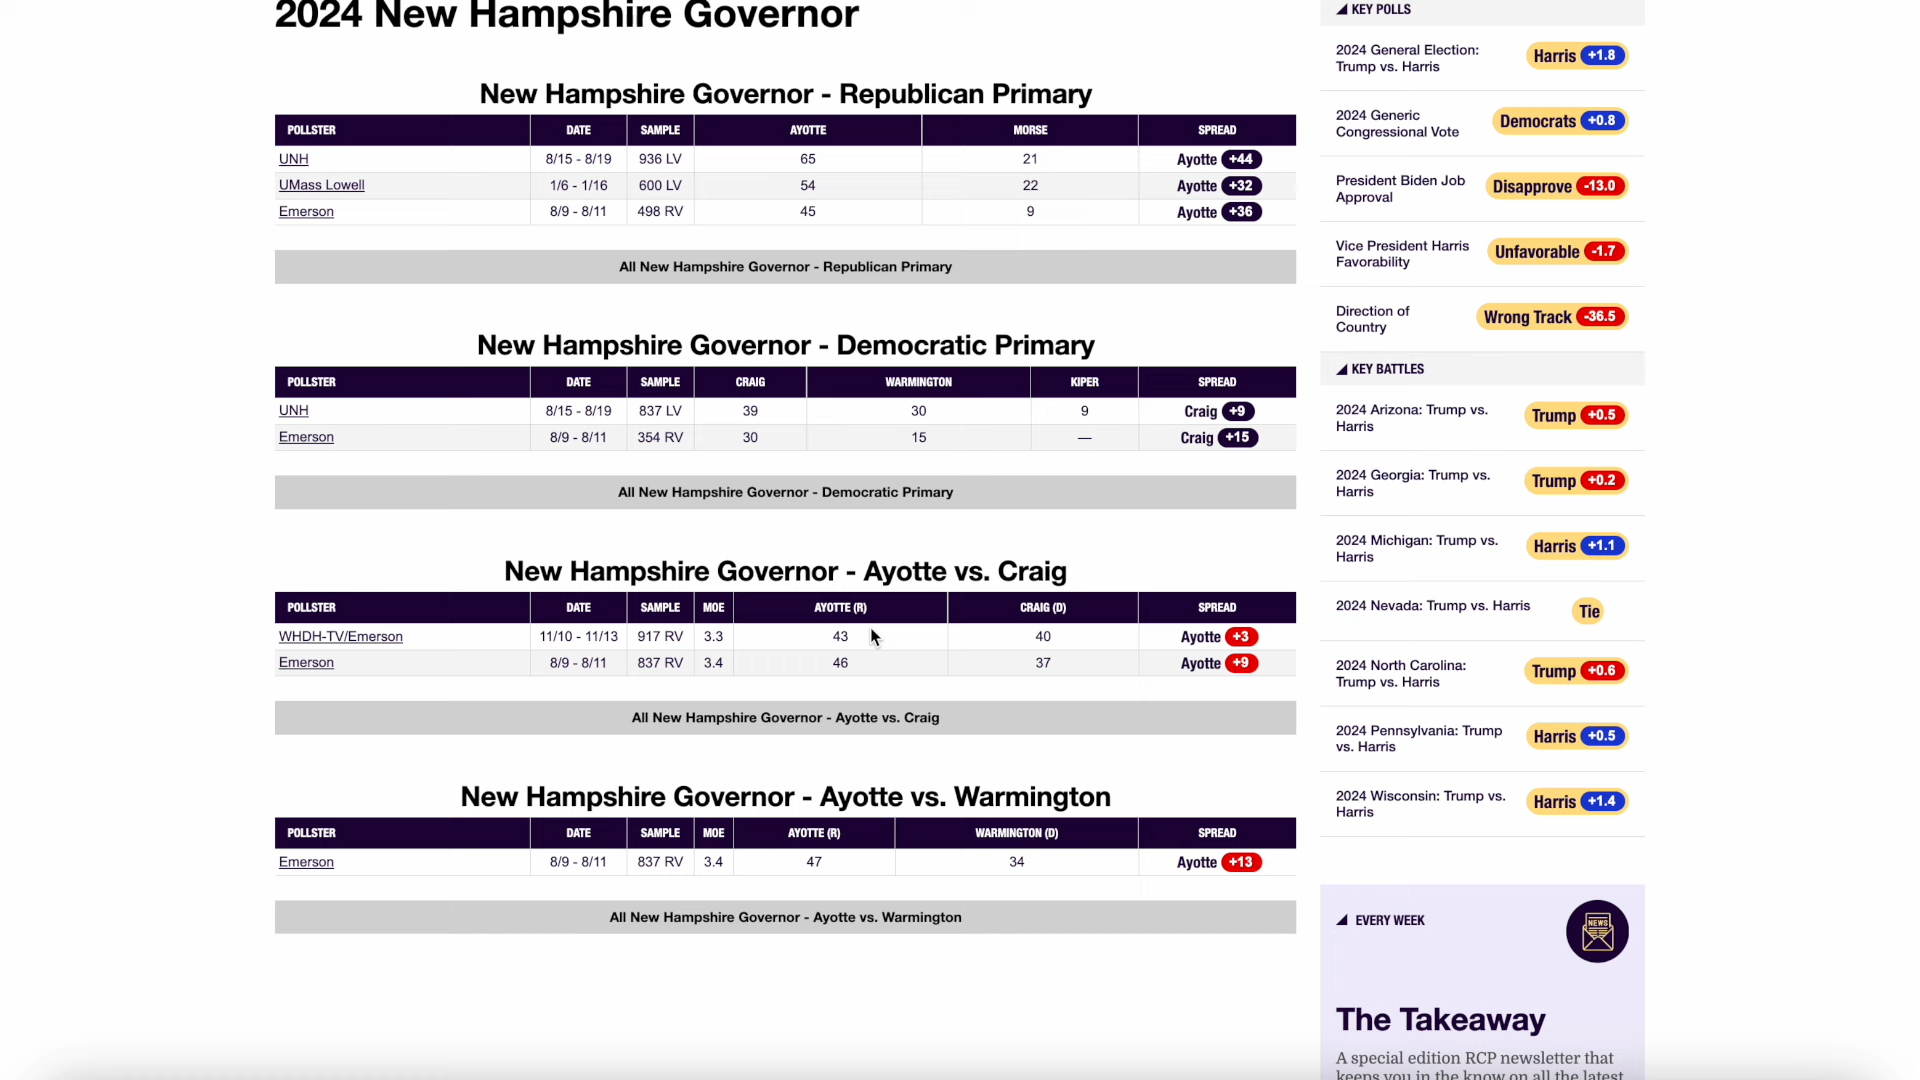 2024 New Hampshire Governor
New Hampshire Governor - Republican Primary
POLLSTER DATE SAMPLE AYOTTE MORSE SPREAD
UNH 8/15 - 8/19 936 LV 65 21 Ayotte +44
UMass Lowell 1/6 - 1/16 600 LV 54 22 Ayotte +32
Emerson 8/9 - 8/11 498 RV 45 9 Ayotte +36
All New Hampshire Governor - Republican Primary
New Hampshire Governor - Democratic Primary
POLLSTER DATE SAMPLE CRAIG WARMINGTON KIPER SPREAD
UNH 8/15 - 8/19 837 LV 39 30 9 Craig +9
Emerson 8/9 - 8/11 354 RV 30 15 — Craig +15
All New Hampshire Governor - Democratic Primary
New Hampshire Governor - Ayotte vs. Craig
POLLSTER DATE SAMPLE MOE AYOTTE (R) CRAIG (D) SPREAD
WHDH-TV/Emerson 11/10 - 11/13 917 RV 3.3 43 40 Ayotte +3
Emerson 8/9 - 8/11 837 RV 3.4 46 37 Ayotte +9
All New Hampshire Governor - Ayotte vs. Craig
New Hampshire Governor - Ayotte vs. Warmington
POLLSTER DATE SAMPLE MOE AYOTTE (R) WARMINGTON (D) SPREAD
Emerson 8/9 - 8/11 837 RV 3.4 47 34 Ayotte +13
All New Hampshire Governor - Ayotte vs. Warmington
KEY POLLS
2024 General Election:
Trump vs. Harris
Harris +1.8
2024 Generic
Congressional Vote
Democrats +0.8
President Biden Job
Approval
Disapprove -13.0
Vice President Harris
Favorability
Unfavorable -1.7
Direction of
Country
Wrong Track -36.5
KEY BATTLES
2024 Arizona: Trump vs.
Harris
Trump +0.5
2024 Georgia: Trump vs.
Harris
Trump +0.2
2024 Michigan: Trump vs.
Harris
Harris +1.1
2024 Nevada: Trump vs. Harris
Tie
2024 North Carolina:
Trump vs. Harris
Trump +0.6
2024 Pennsylvania: Trump
vs. Harris
Harris +0.5
2024 Wisconsin: Trump vs.
Harris
Harris +1.4
EVERY WEEK
NEWS
The Takeaway
A special edition RCP newsletter that
keeps you in the know on all the latest